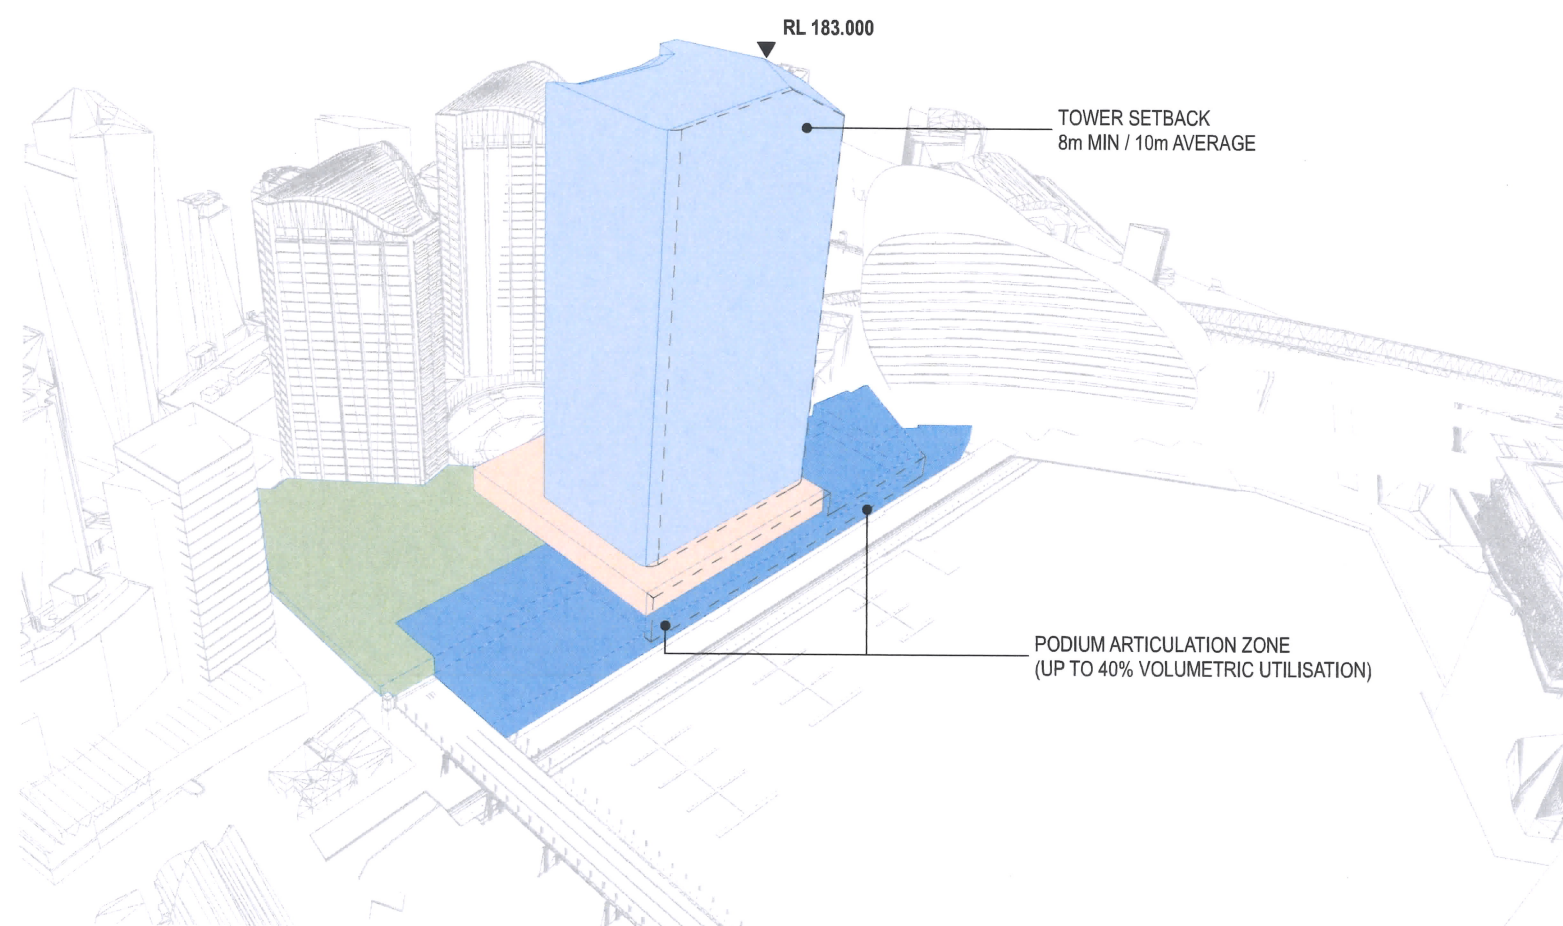 RL 183.000
TOWER SETBACK
8m MIN / 10m AVERAGE
PODIUM ARTICULATION ZONE
(UP TO 40% VOLUMETRIC UTILISATION)